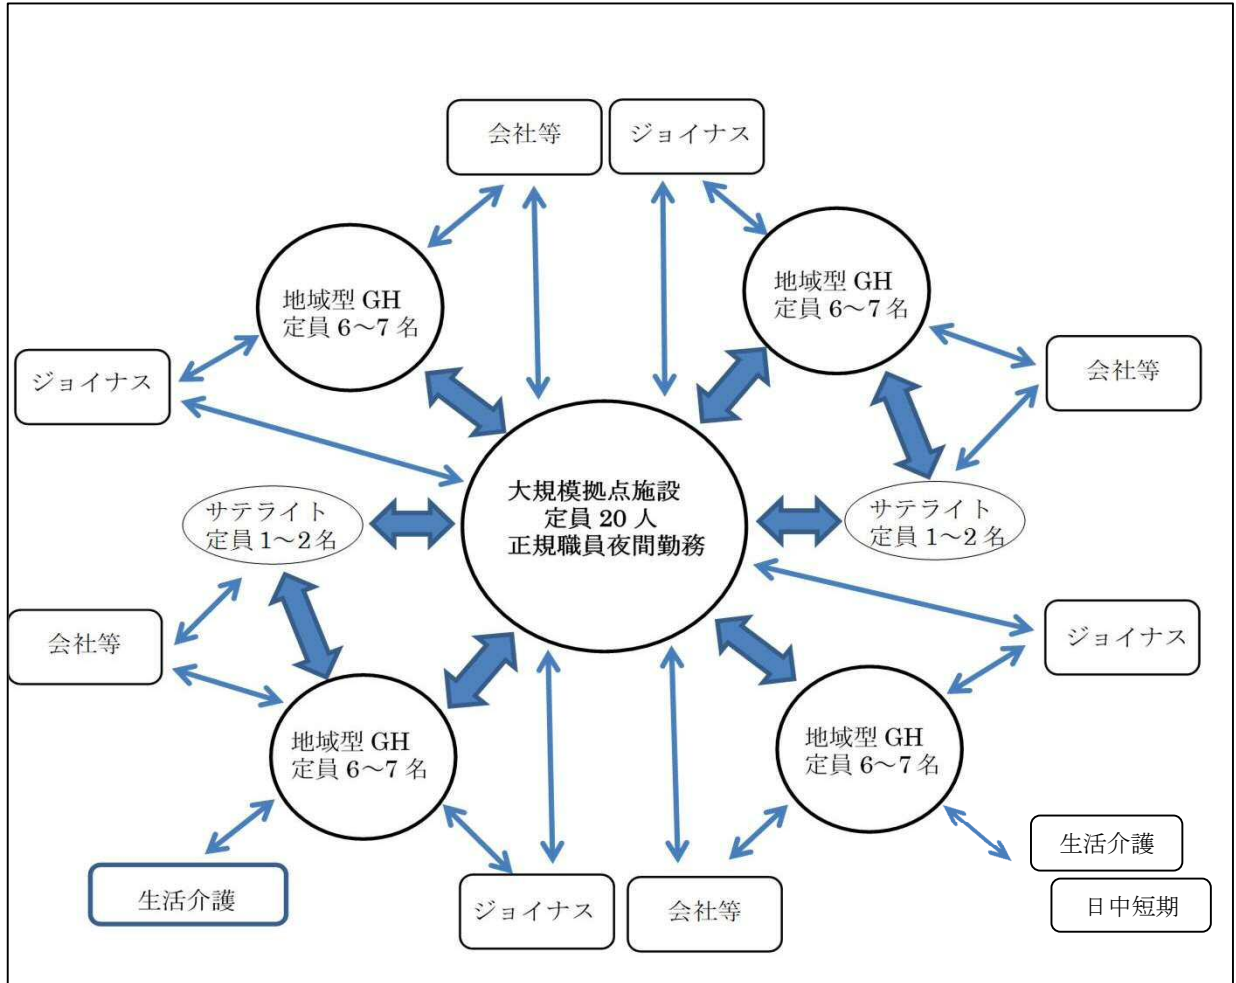 会社等
ジョイナス
地域型 GH
定員 6～7 名
地域型 GH
定員 6～7 名
ジョイナス
会社等
大規模拠点施設
定員 20 人
正規職員夜間勤務
サテライト
定員 1～2 名
サテライト
定員 1～2 名
会社等
ジョイナス
地域型 GH
定員 6～7 名
地域型 GH
定員 6～7 名
生活介護
ジョイナス
会社等
生活介護
日中短期